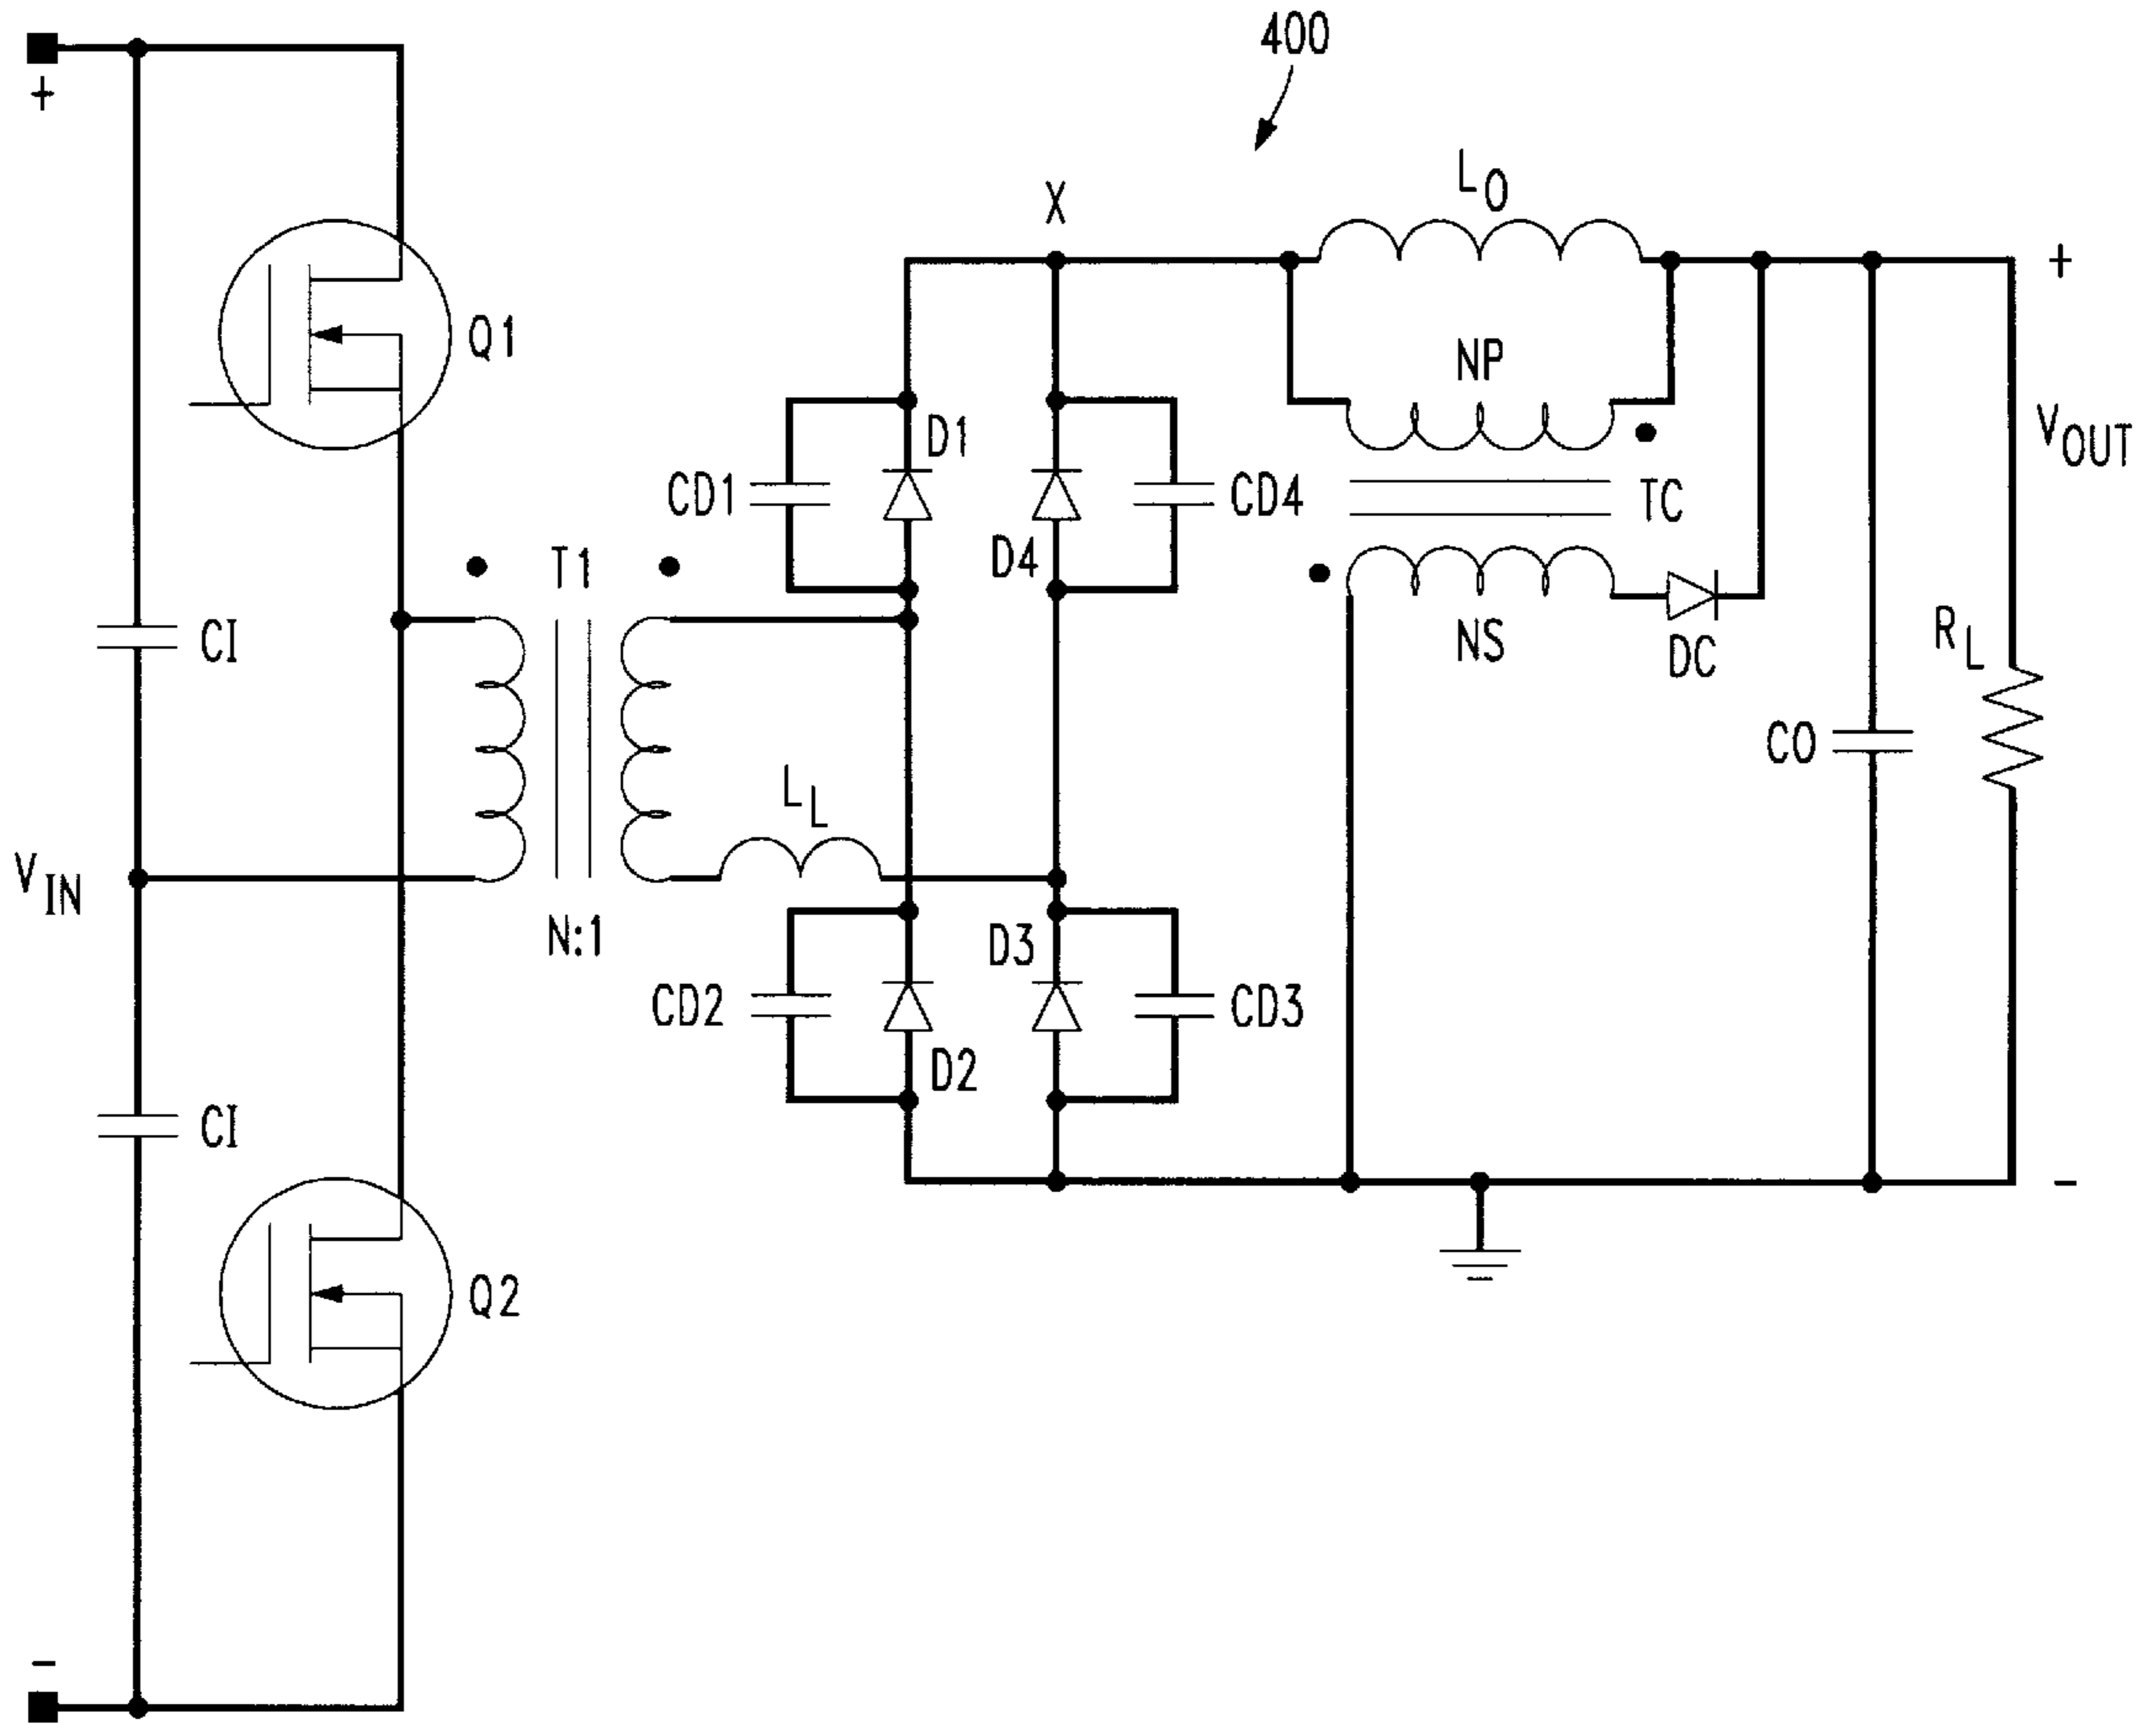 400
+
X
LO
+
Q1
NP
VOUT
D1
CD1
CD4
TC
D4
T1
CI
NS
DC
RL
CO
LL
VIN
N:1
D3
CD2
CD3
D2
CI
-
Q2
-